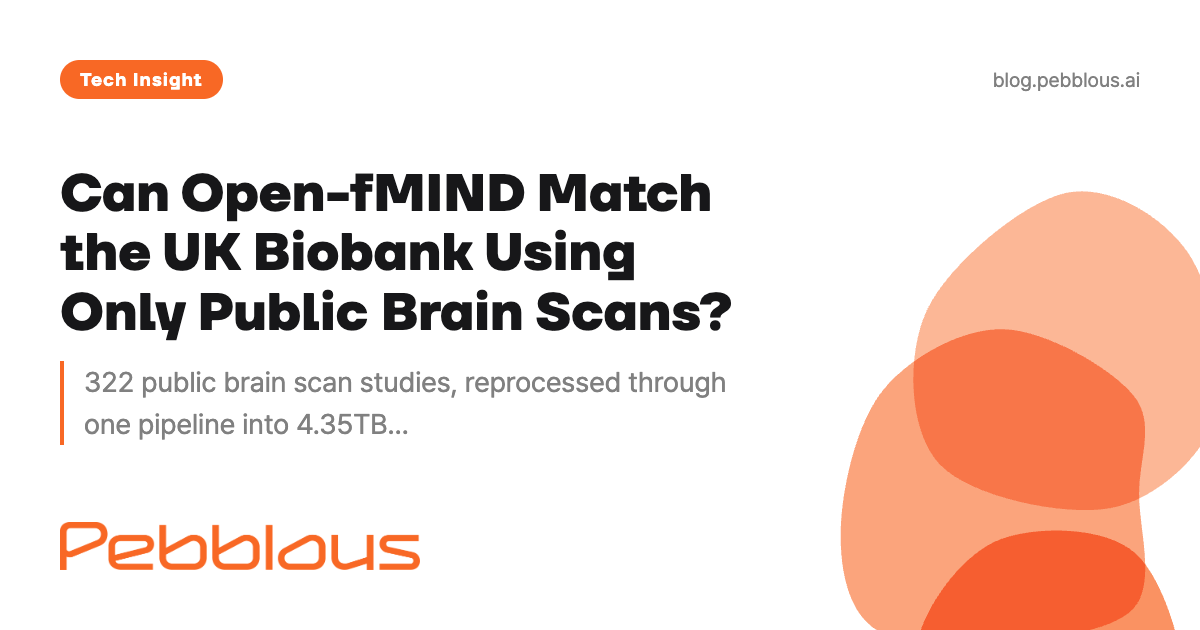 Tech Insight
blog.pebblous.ai
Can Open-fMIND Match
the UK Biobank Using
Only Public Brain Scans?
322 public brain scan studies, reprocessed through
one pipeline into 4.35TB...
Pebblous